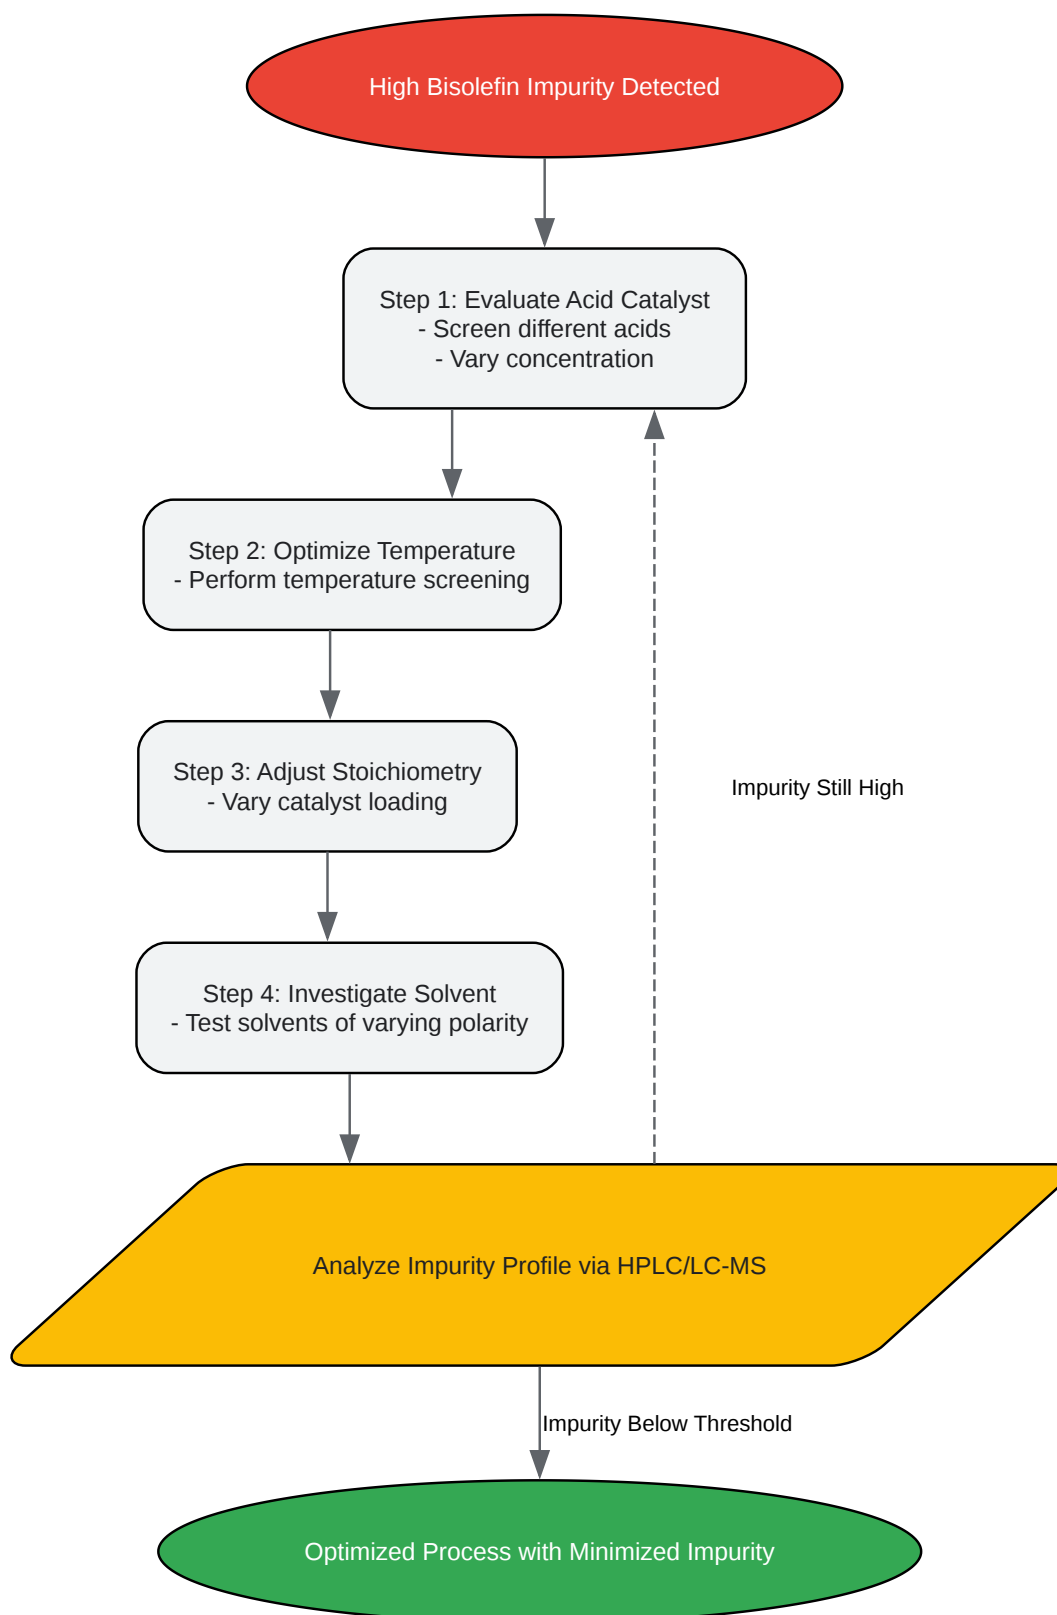 High Bisolefin Impurity Detected
Step 1: Evaluate Acid Catalyst
- Screen different acids
- Vary concentration
Step 2: Optimize Temperature
- Perform temperature screening
Step 3: Adjust Stoichiometry
- Vary catalyst loading
Impurity Still High
Step 4: Investigate Solvent
- Test solvents of varying polarity
Analyze Impurity Profile via HPLC/LC-MS
Impurity Below Threshold
Optimized Process with Minimized Impurity